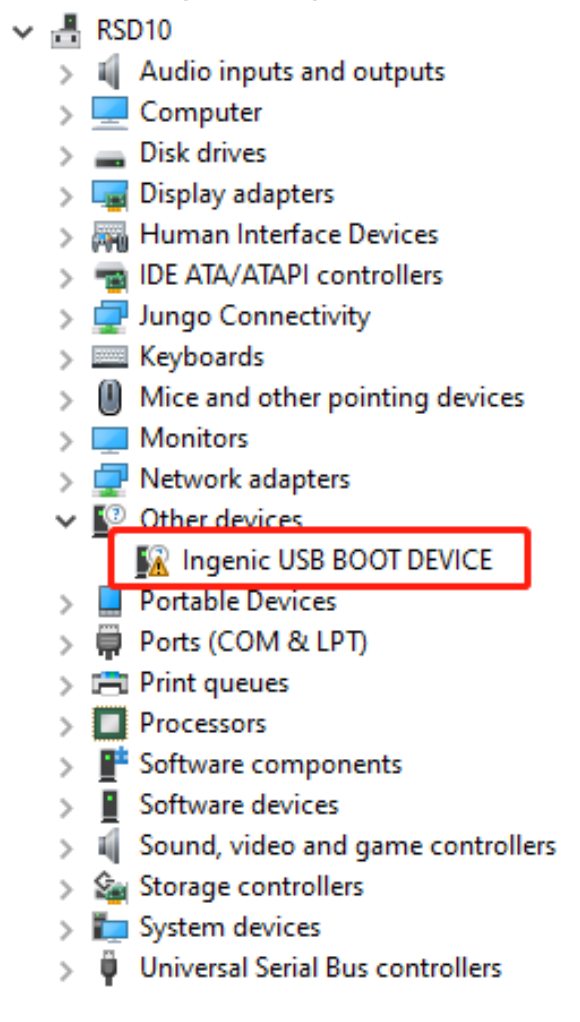 RSD10
Audio inputs and outputs
Computer
Disk drives
Display adapters
Human Interface Devices
IDE ATA/ATAPI controllers
Jungo Connectivity
Keyboards
Mice and other pointing devices
Monitors
Network adapters
Other devices
Ingenic USB BOOT DEVICE
Portable Devices
Ports (COM & LPT)
Print queues
Processors
Software components
Software devices
Sound, video and game controllers
Storage controllers
System devices
Universal Serial Bus controllers